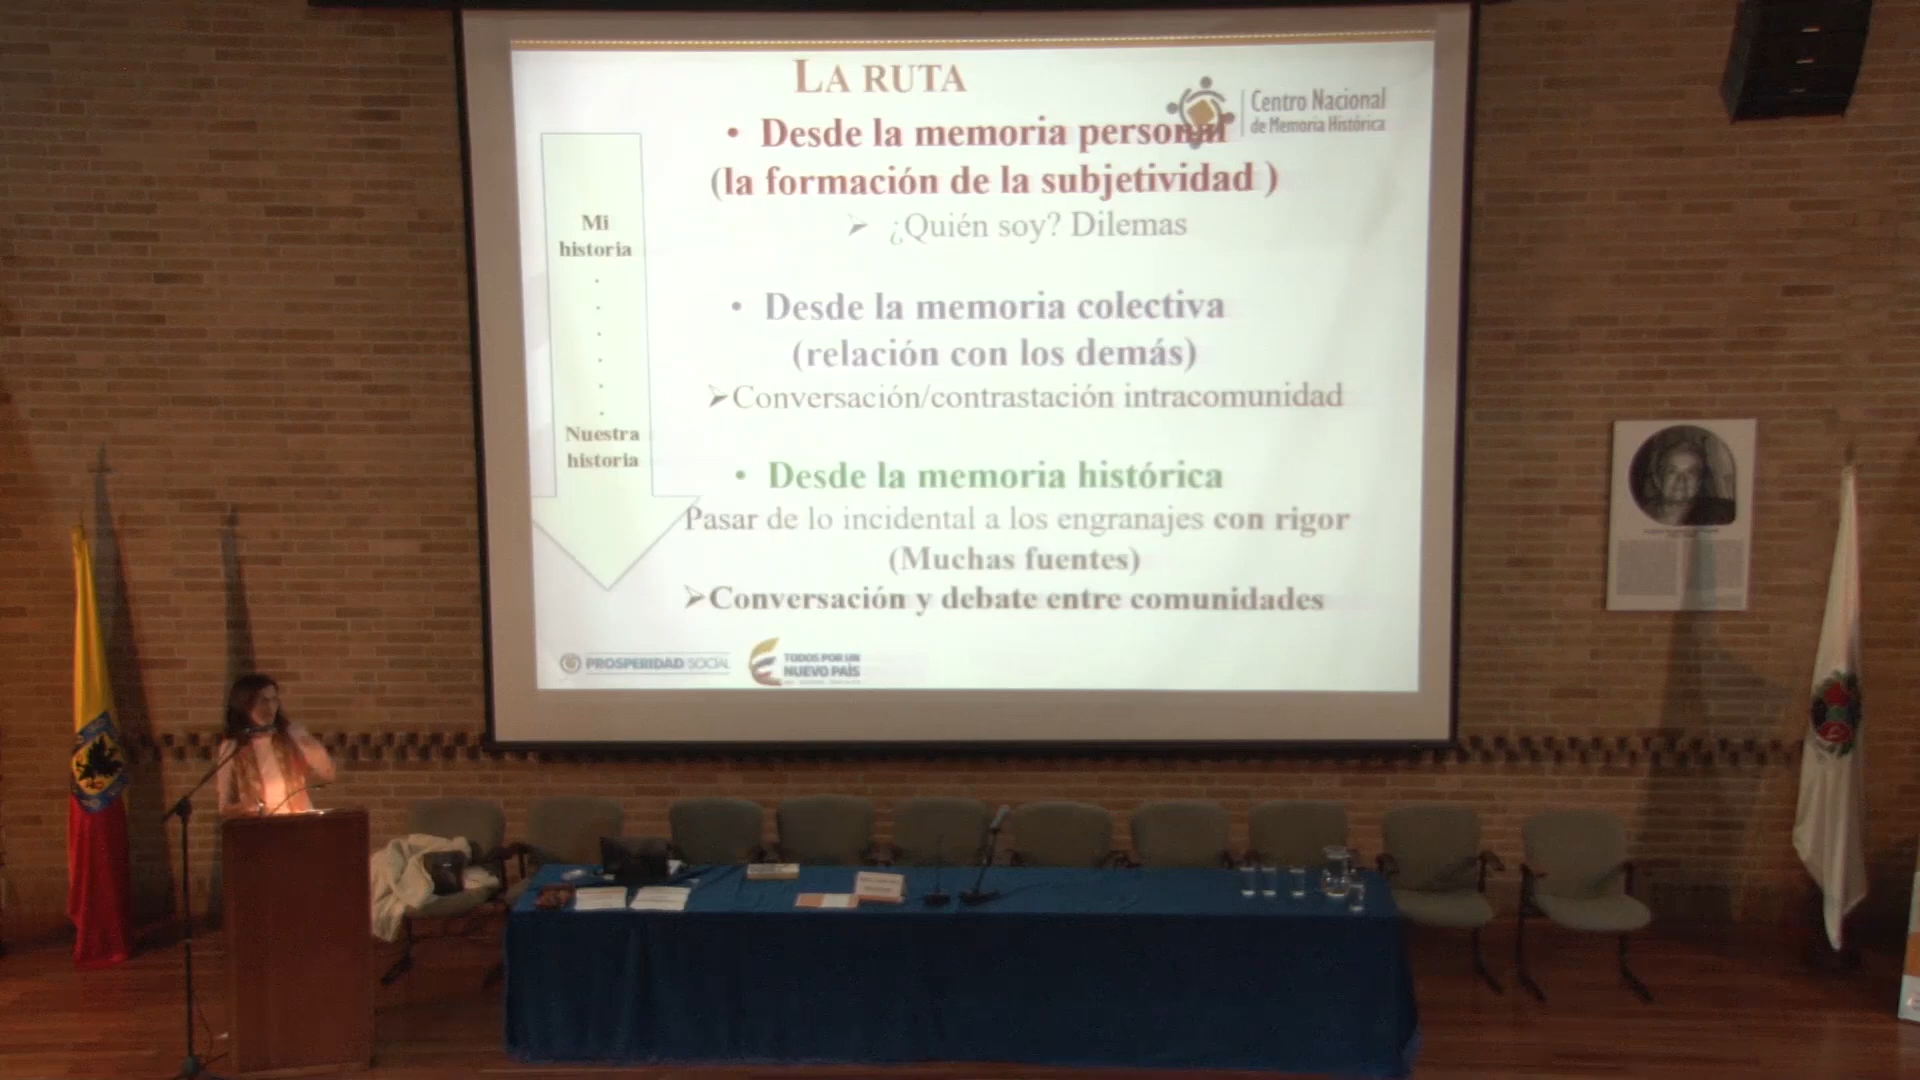 LA RUTA
Centro Nacional
de Memoria Histórica
• Desde la memoria personal
(la formación de la subjetividad )
➢ ¿Quién soy? Dilemas
Mi
historia
.
.
.
.
.
.
Nuestra
historia
• Desde la memoria colectiva
(relación con los demás)
➢Conversación/contrastación intracomunidad
• Desde la memoria histórica
Pasar de lo incidental a los engranajes con rigor
(Muchas fuentes)
➢Conversación y debate entre comunidades
PROSPERIDAD SOCIAL
TODOS POR UN
NUEVO PAÍS